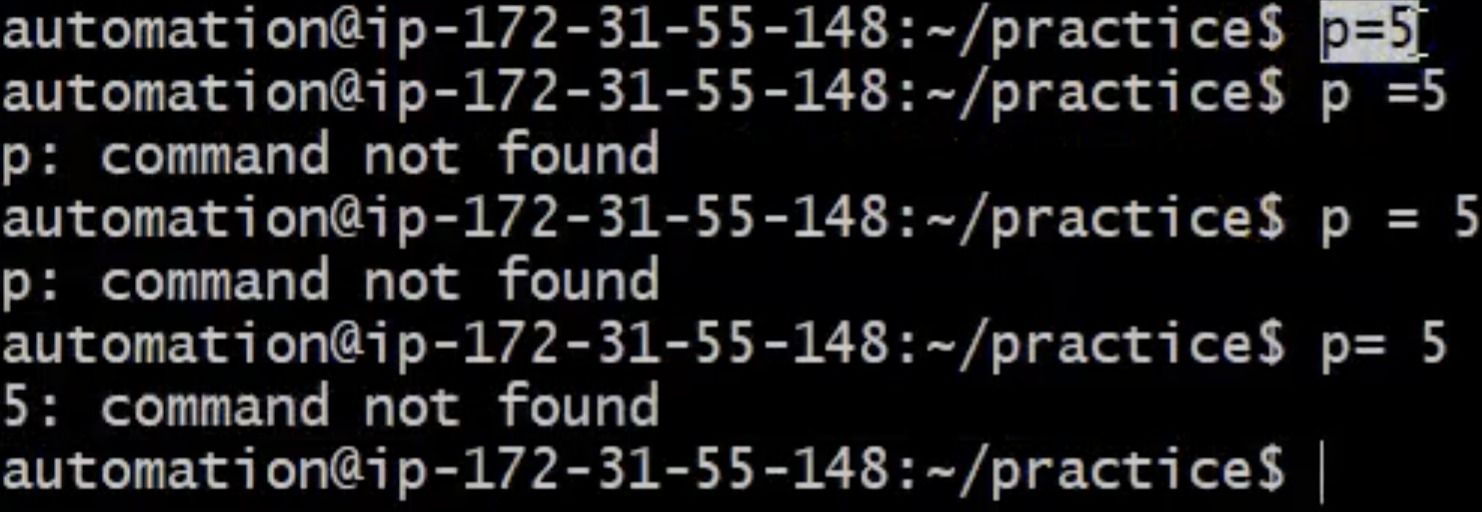 automation@ip-172-31-55-148:~/practice$ p=5
automation@ip-172-31-55-148:~/practice$ p =5
p: command not found
automation@ip-172-31-55-148:~/practice$ p = 5
p: command not found
automation@ip-172-31-55-148:~/practice$ p= 5
5: command not found
automation@ip-172-31-55-148:~/practice$